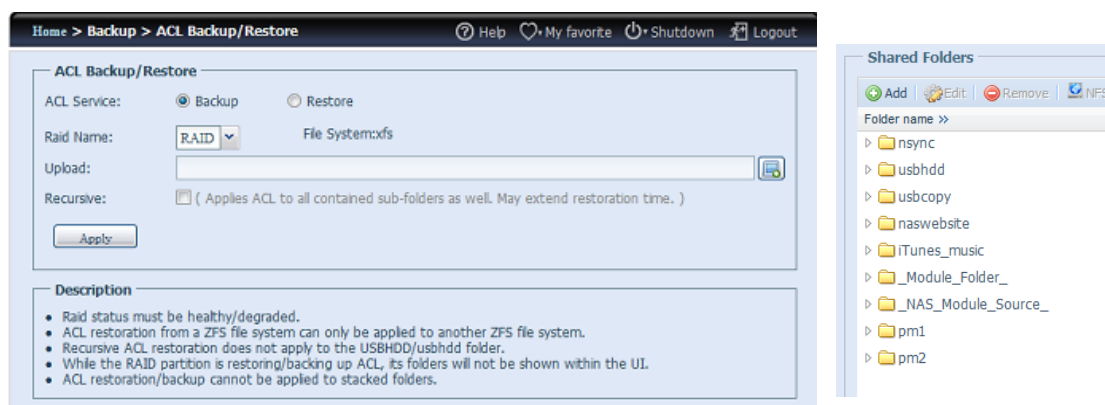 Home > Backup > ACL Backup/Restore
Help My favorite Shutdown Logout
ACL Backup/Restore
ACL Service: Backup Restore
Raid Name: RAID File System:xfs
Upload:
Recursive: ( Applies ACL to all contained sub-folders as well. May extend restoration time. )
Apply
Description
Raid status must be healthy/degraded.
ACL restoration from a ZFS file system can only be applied to another ZFS file system.
Recursive ACL restoration does not apply to the USBHDD/usbhdd folder.
While the RAID partition is restoring/backing up ACL, its folders will not be shown within the UI.
ACL restoration/backup cannot be applied to stacked folders.
Shared Folders
Add Edit Remove NFS
Folder name »
nsync
usbhdd
usbcopy
naswebsite
iTunes_music
_Module_Folder_
_NAS_Module_Source_
pm1
pm2